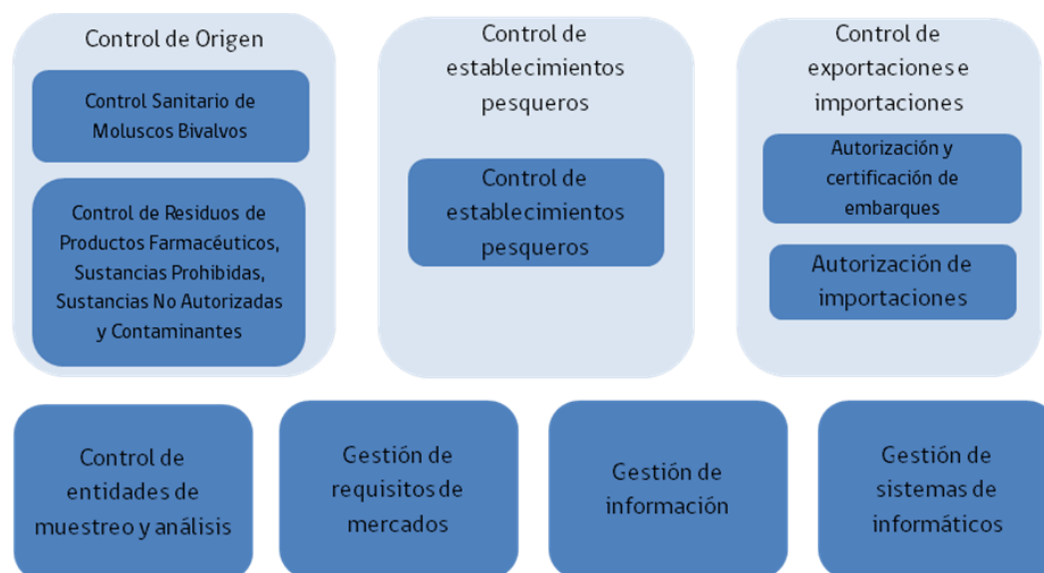 Control de Origen
Control Sanitario de
Moluscos Bivalvos
Control de Residuos de
Productos Farmacéuticos,
Sustancias Prohibidas,
Sustancias No Autorizadas
y Contaminantes
Control de
establecimientos
pesqueros
Control de
establecimientos
pesqueros
Control de
exportaciones e
importaciones
Autorización y
certificación de
embarques
Autorización de
importaciones
Control de
entidades de
muestreo y análisis
Gestión de
requisitos de
mercados
Gestión de
información
Gestión de
sistemas de
informáticos